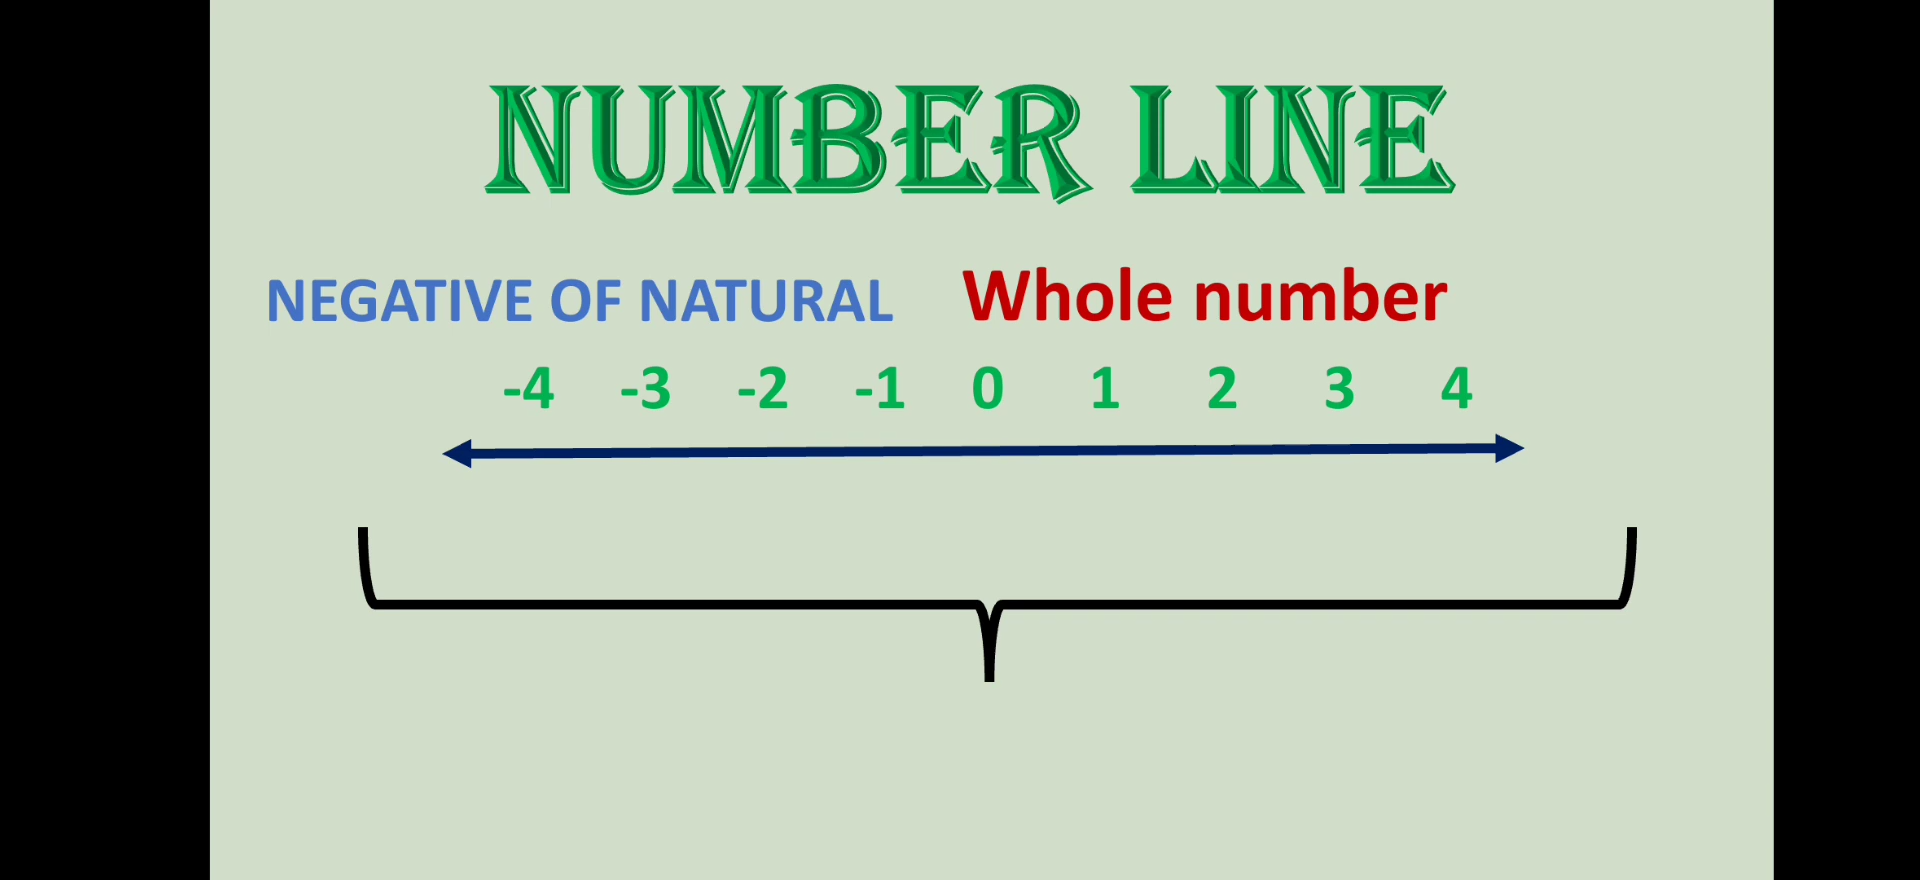 NUMBER LINE
NEGATIVE OF NATURAL Whole number
-4 -3 -2 -1 0 1 2 3 4